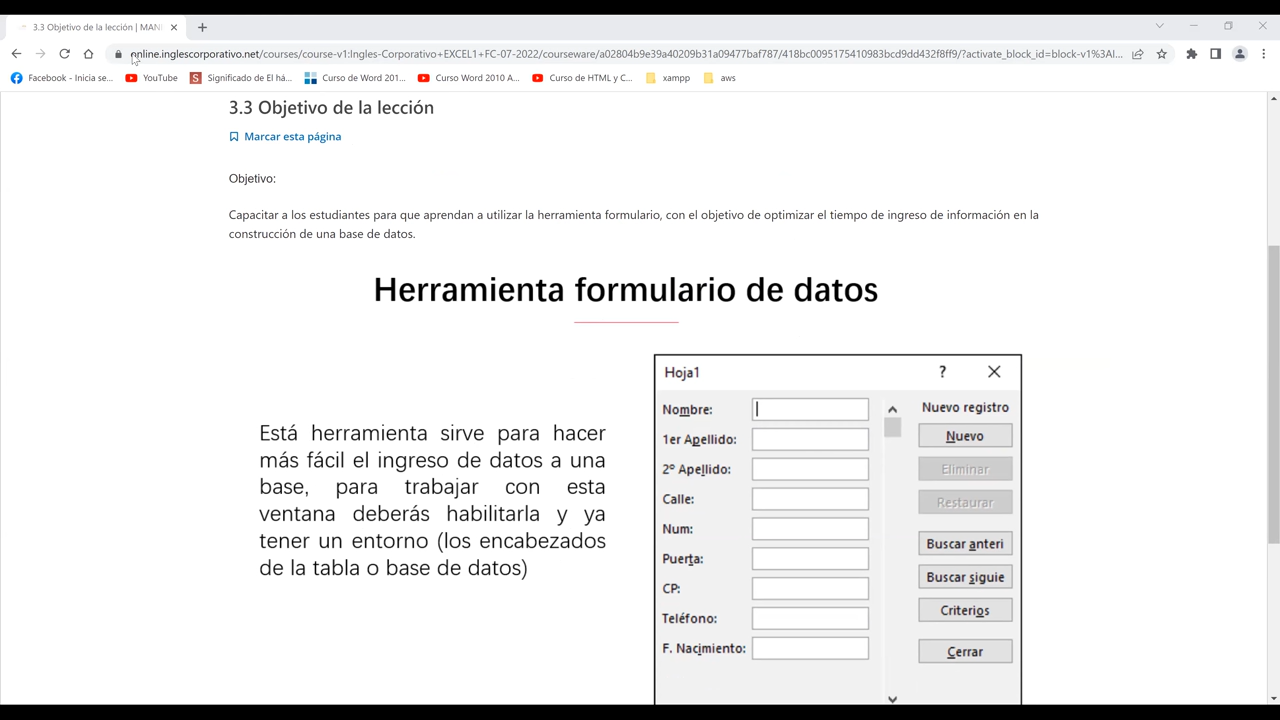 3.3 Objetivo de la lección | MANI
online.inglescorporativo.net/courses/course-v1:Ingles-Corporativo+EXCEL1+FC-07-2022/courseware/a02804b9e39a40209b31a09477baf787/418bc0095175410983bcd9dd432f8ff9/?activate_block_id=block-v1%3Al...
Facebook - Inicia se... YouTube Significado de El há... Curso de Word 201... Curso de Word 2010 A... Curso de HTML y C... xampp aws
3.3 Objetivo de la lección
Marcar esta página
Objetivo:
Capacitar a los estudiantes para que aprendan a utilizar la herramienta formulario, con el objetivo de optimizar el tiempo de ingreso de información en la
construcción de una base de datos.
Herramienta formulario de datos
Está herramienta sirve para hacer
más fácil el ingreso de datos a una
base, para trabajar con esta
ventana deberás habilitarla y ya
tener un entorno (los encabezados
de la tabla o base de datos)
Hoja1 ?
Nombre: Nuevo registro
1er Apellido: Nuevo
2º Apellido: Eliminar
Calle: Restaurar
Num: Buscar anteri
Puerta: Buscar siguie
CP: Criterios
Teléfono:
F. Nacimiento: Cerrar